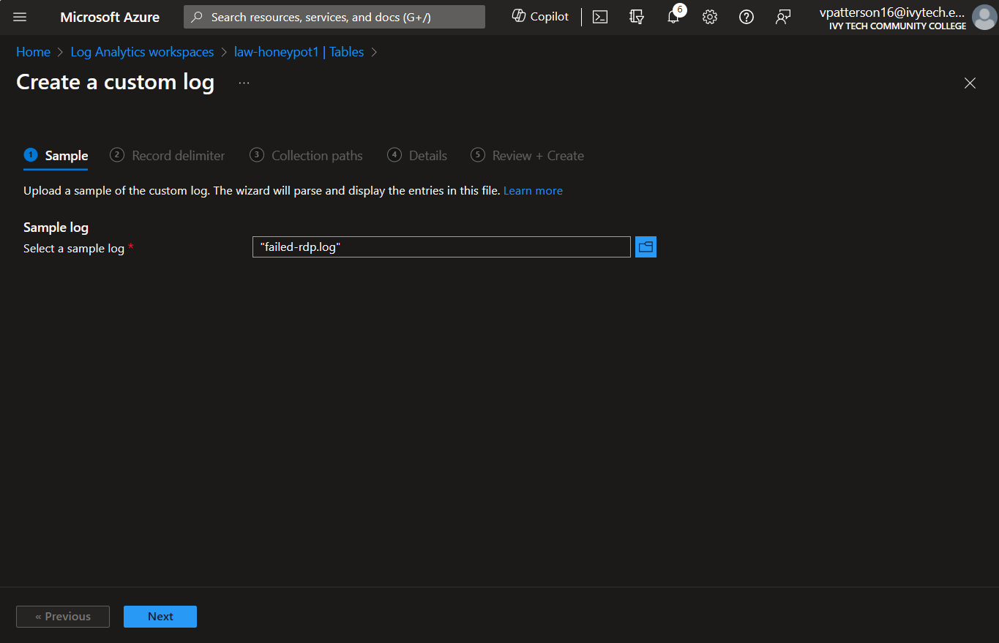 Microsoft Azure
Search resources, services, and docs (G+/)
Copilot
6
vpatterson16@ivytech.e...
IVY TECH COMMUNITY COLLEGE
Home > Log Analytics workspaces > law-honeypot1 | Tables >
Create a custom log ...
1 Sample 2 Record delimiter 3 Collection paths 4 Details 5 Review + Create
Upload a sample of the custom log. The wizard will parse and display the entries in this file. Learn more
Sample log
Select a sample log *
"failed-rdp.log"
« Previous
Next